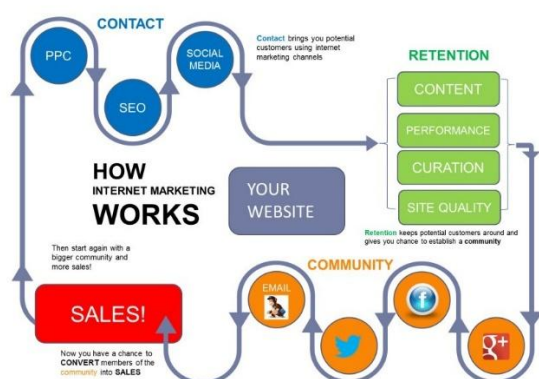 CONTACT
PPC
SEO
SOCIAL
MEDIA
Contact brings you potential
customers using internet
marketing channels
RETENTION
CONTENT
PERFORMANCE
CURATION
SITE QUALITY
Retention keeps potential customers around and
gives you chance to establish a community
HOW
INTERNET MARKETING
WORKS
YOUR
WEBSITE
COMMUNITY
EMAIL
f
g+
Then start again with a
bigger community and
more sales!
SALES!
Now you have a chance to
CONVERT members of the
community into SALES